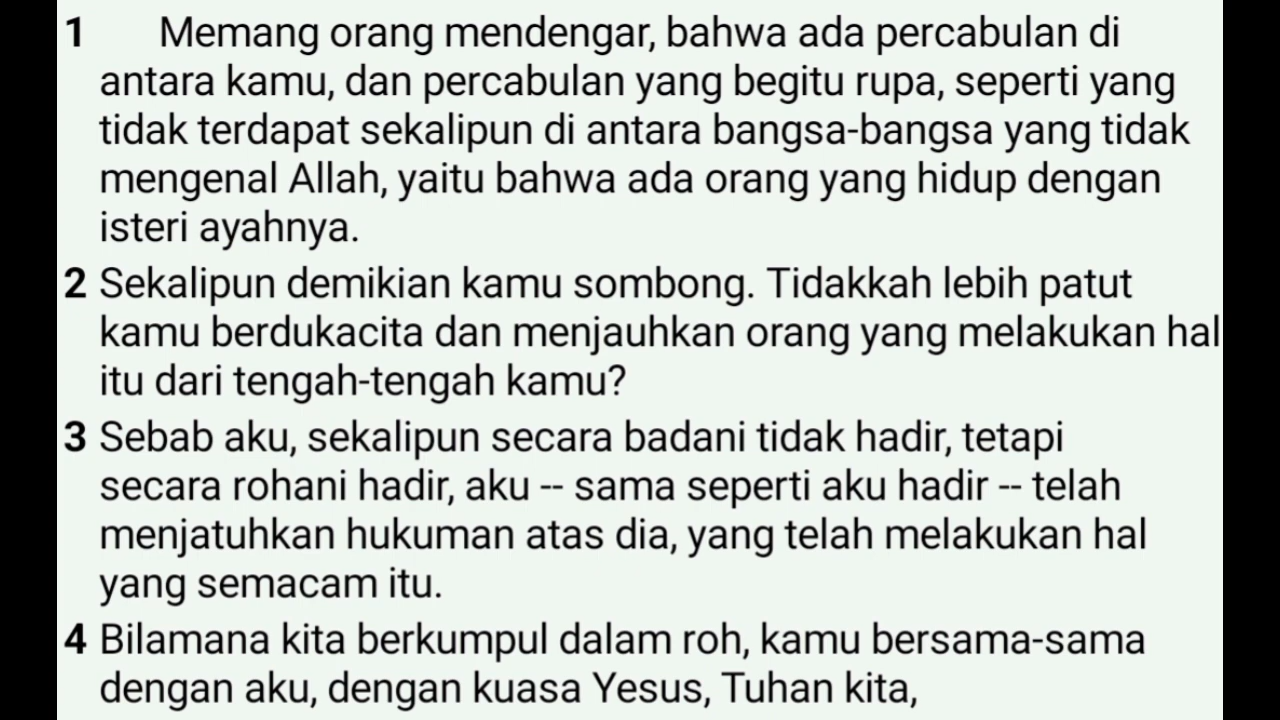 1 Memang orang mendengar, bahwa ada percabulan di
antara kamu, dan percabulan yang begitu rupa, seperti yang
tidak terdapat sekalipun di antara bangsa-bangsa yang tidak
mengenal Allah, yaitu bahwa ada orang yang hidup dengan
isteri ayahnya.
2 Sekalipun demikian kamu sombong. Tidakkah lebih patut
kamu berdukacita dan menjauhkan orang yang melakukan hal
itu dari tengah-tengah kamu?
3 Sebab aku, sekalipun secara badani tidak hadir, tetapi
secara rohani hadir, aku -- sama seperti aku hadir -- telah
menjatuhkan hukuman atas dia, yang telah melakukan hal
yang semacam itu.
4 Bilamana kita berkumpul dalam roh, kamu bersama-sama
dengan aku, dengan kuasa Yesus, Tuhan kita,